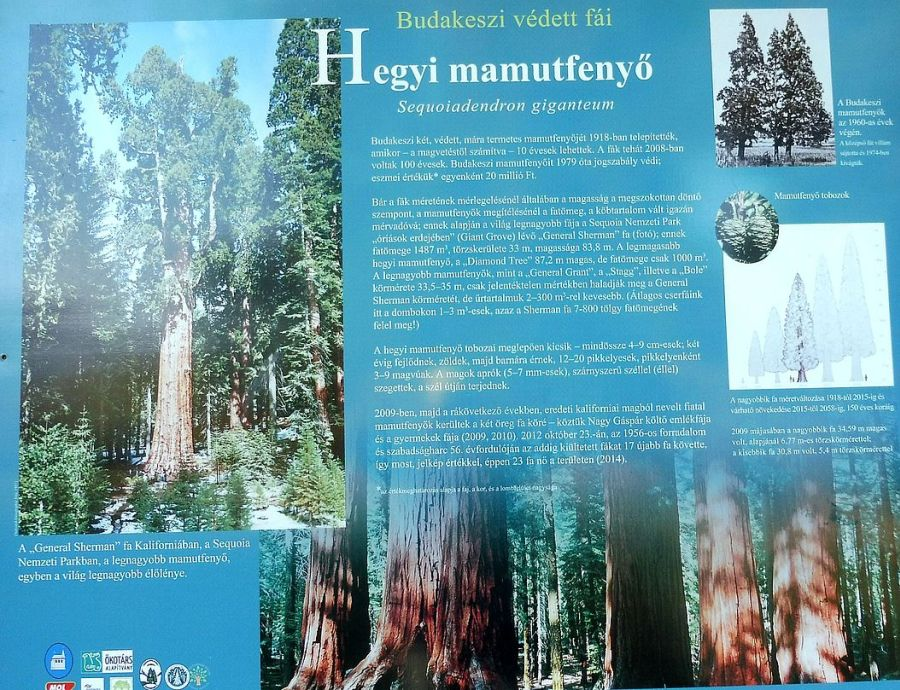 Budakeszi védett fái
Hegyi mamutfenyő
Sequoiadendron giganteum
Budakeszi két, védett, mára termetes mamutfenyőjét 1918-ban telepítették,
amikor – a magvetéstől számítva – 10 évesek lehettek. A fák tehát 2008-ban
voltak 100 évesek. Budakeszi mamutfenyőit 1979 óta jogszabály védi;
eszmei értékük* egyenként 20 millió Ft.
Bár a fák méretének mérlegelésénél általában a magasság a megszokottan döntő
szempont, a mamutfenyők megítélésénél a fatömeg, a köbtartalom vált igazán
mérvadóvá; ennek alapján a világ legnagyobb fája a Sequoia Nemzeti Park
„óriások erdejében” (Giant Grove) lévő „General Sherman” fa (fotó); ennek
fatömege 1487 m³, törzskerülete 33 m, magassága 83,8 m. A legmagasabb
hegyi mamutfenyő, a „Diamond Tree” 87,2 m magas, de fatömege csak 1000 m³.
A legnagyobb mamutfenyők, mint a „General Grant”, a „Stagg”, illetve a „Bole”
körmérete 33,5–35 m, csak jelentéktelen mértékben haladják meg a General
Sherman körméretét, de űrtartalmuk 2–300 m³-rel kevesebb. (Átlagos cserfáink
itt a dombokon 1–3 m³-esek, azaz a Sherman fa 7-800 tölgy fatömegének
felel meg!)
A hegyi mamutfenyő tobozai meglepően kicsik – mindössze 4–9 cm-esek; két
évig fejlődnek, zöldek, majd barnára érnek, 12–20 pikkelyesek, pikkelyenként
3–9 magvúak. A magok aprók (5–7 mm-esek), szárnyszerű széllel (éllel)
szegettek, a szél útján terjednek.
2009-ben, majd a rákövetkező években, eredeti kaliforniai magból nevelt fiatal
mamutfenyők kerültek a két öreg fa köré – köztük Nagy Gáspár költő emlékfája
és a gyermekek fája (2009, 2010). 2012 október 23.-án, az 1956-os forradalom
és szabadságharc 56. évfordulóján az addig kiültetett fákat 17 újabb fa követte,
így most, jelkép értékkel, éppen 23 fa nő a területen (2014).
*az értékmeghatározás alapja a faj, a kor, és a lombfelület nagysága
A Budakeszi
mamutfenyők
az 1960-as évek
végén.
A középső fát villám
sújtotta és 1974-ben
kivágták.
Mamutfenyő tobozok
A nagyobbik fa méretváltozása 1918-tól 2015-ig és
várható növekedése 2015-től 2058-ig, 150 éves koráig
2009 májusában a nagyobbik fa 34,59 m magas
volt, alapjánál 6,77 m-es törzskörmérettel;
a kisebbik fa 30,8 m volt, 5,4 m törzskörmérettel
A „General Sherman” fa Kaliforniában, a Sequoia
Nemzeti Parkban, a legnagyobb mamutfenyő,
egyben a világ legnagyobb élőlénye.
ÖKOTÁRS
ALAPÍTVÁNY
MOL